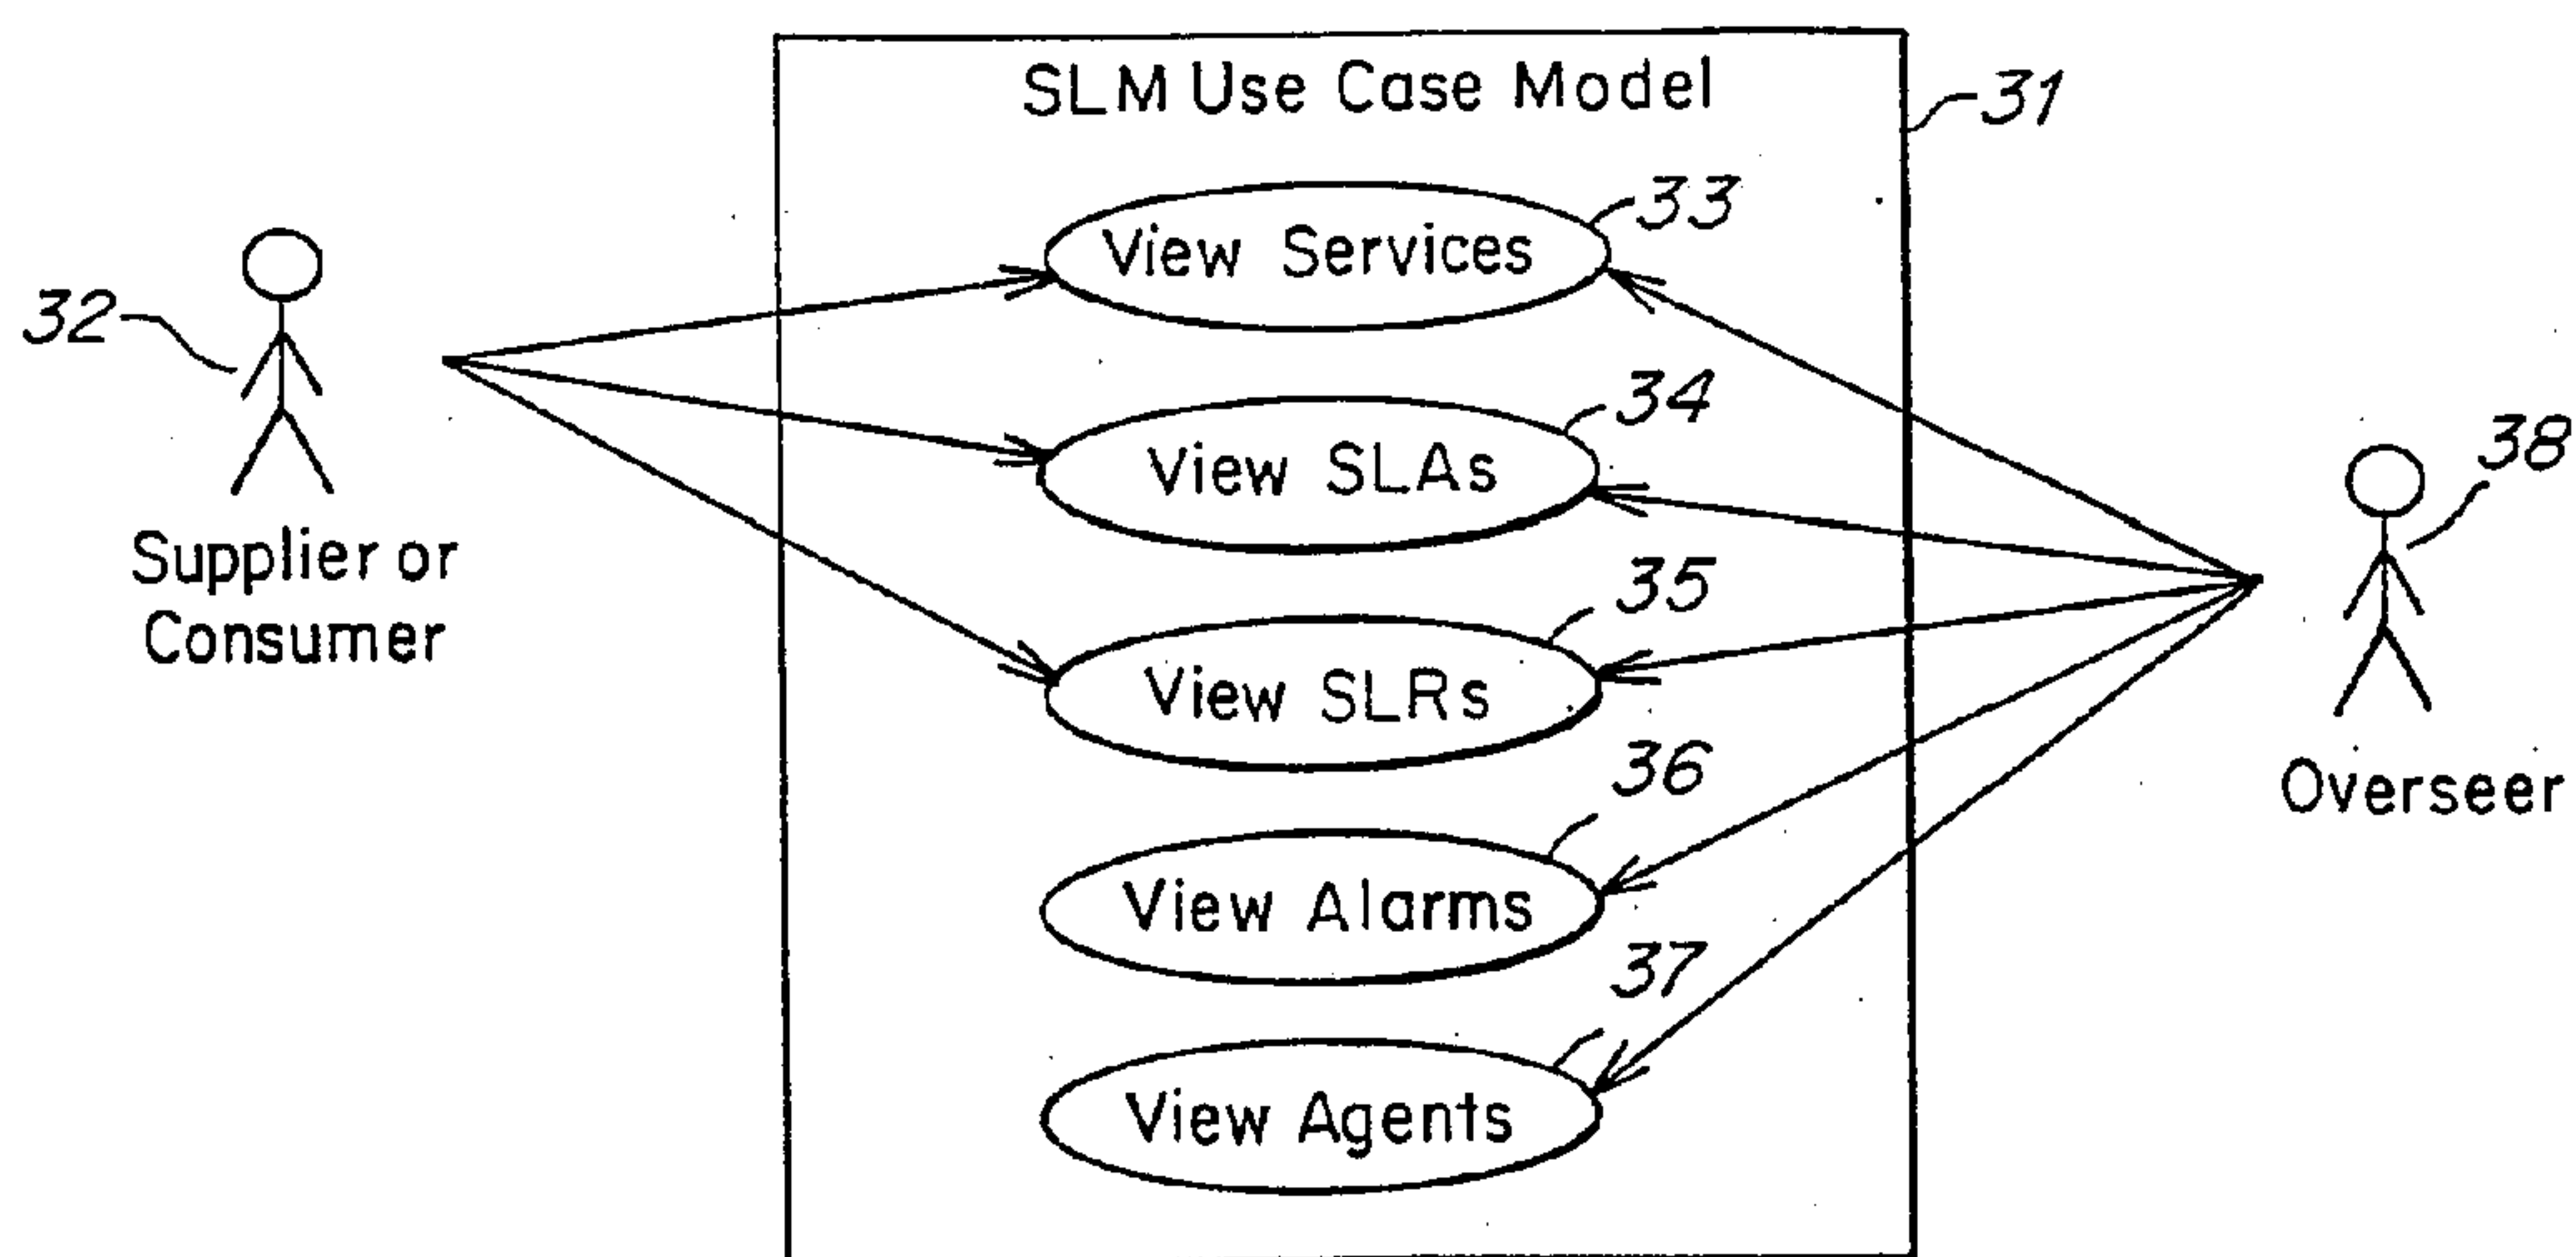 SLM Use Case Model
31
33
View Services
32
34
View SLAs
38
Supplier or
Consumer
35
View SLRs
36
Overseer
View Alarms
37
View Agents